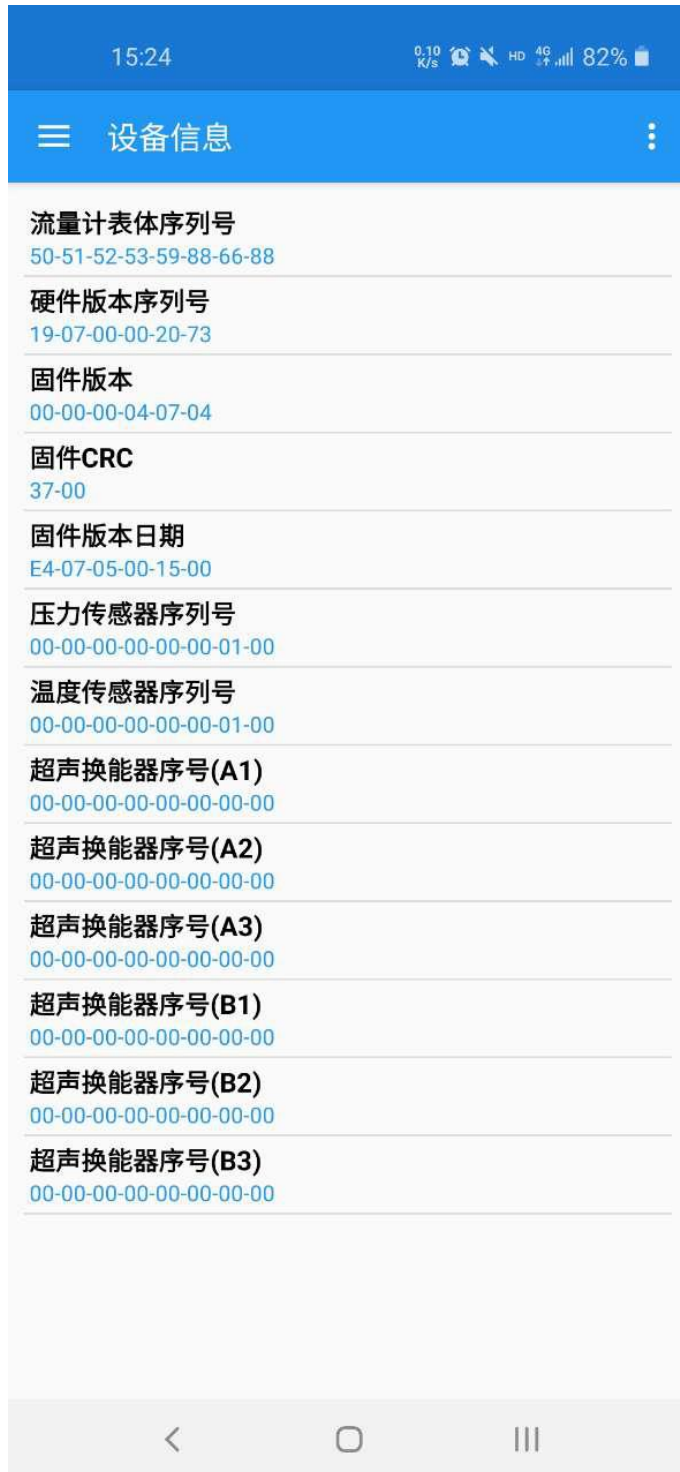 15:24
0.10 K/s HD 4G 82%
设备信息
流量计表体序列号
50-51-52-53-59-88-66-88
硬件版本序列号
19-07-00-00-20-73
固件版本
00-00-00-04-07-04
固件CRC
37-00
固件版本日期
E4-07-05-00-15-00
压力传感器序列号
00-00-00-00-00-00-01-00
温度传感器序列号
00-00-00-00-00-00-01-00
超声换能器序号(A1)
00-00-00-00-00-00-00-00
超声换能器序号(A2)
00-00-00-00-00-00-00-00
超声换能器序号(A3)
00-00-00-00-00-00-00-00
超声换能器序号(B1)
00-00-00-00-00-00-00-00
超声换能器序号(B2)
00-00-00-00-00-00-00-00
超声换能器序号(B3)
00-00-00-00-00-00-00-00